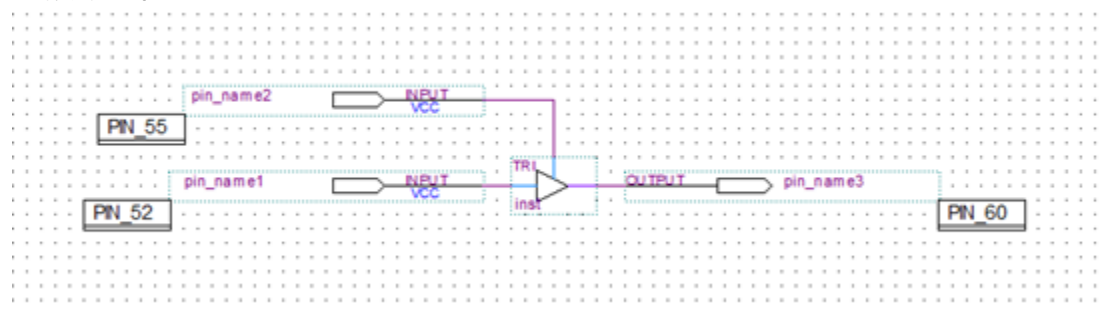 pin_name2 INPUT
VCC
PIN_55
TRI
pin_name1 INPUT
VCC
OUTPUT pin_name3
inst
PIN_52
PIN_60